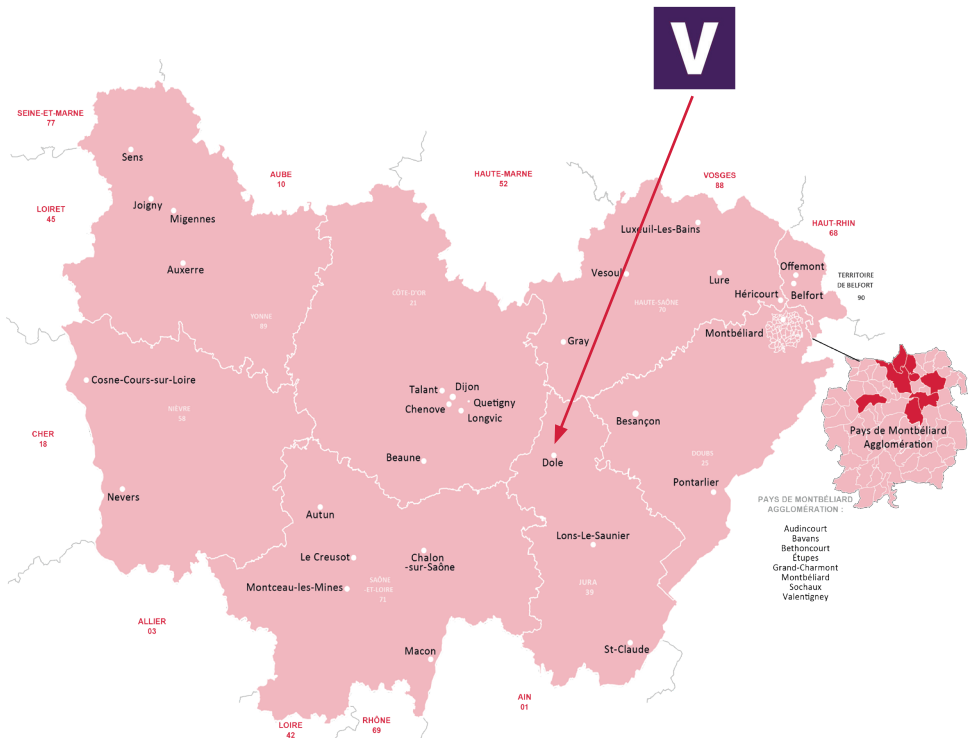 V
SEINE-ET-MARNE
77
Sens
AUBE
10
HAUTE-MARNE
52
VOSGES
88
LOIRET
45
Joigny
Migennes
Luxeuil-Les-Bains
HAUT-RHIN
68
Auxerre
Vesoul
Lure
Offemont
TERRITOIRE
DE BELFORT
90
Héricourt
Belfort
CÔTE-D'OR
21
HAUTE-SAÔNE
70
YONNE
89
Montbéliard
Gray
Cosne-Cours-sur-Loire
Talant
Dijon
Chenove
Quetigny
Longvic
NIÈVRE
58
Besançon
CHER
18
Pays de Montbéliard
Agglomération
Beaune
Dole
DOUBS
25
Nevers
Pontarlier
PAYS DE MONTBÉLIARD
AGGLOMÉRATION :
Audincourt
Bavans
Bethoncourt
Étupes
Grand-Charmont
Montbéliard
Sochaux
Valentigney
Autun
Lons-Le-Saunier
Le Creusot
Chalon
-sur-Saône
Montceau-les-Mines
SAÔNE
ET-LOIRE
71
JURA
39
ALLIER
03
Macon
St-Claude
AIN
01
LOIRE
42
RHÔNE
69